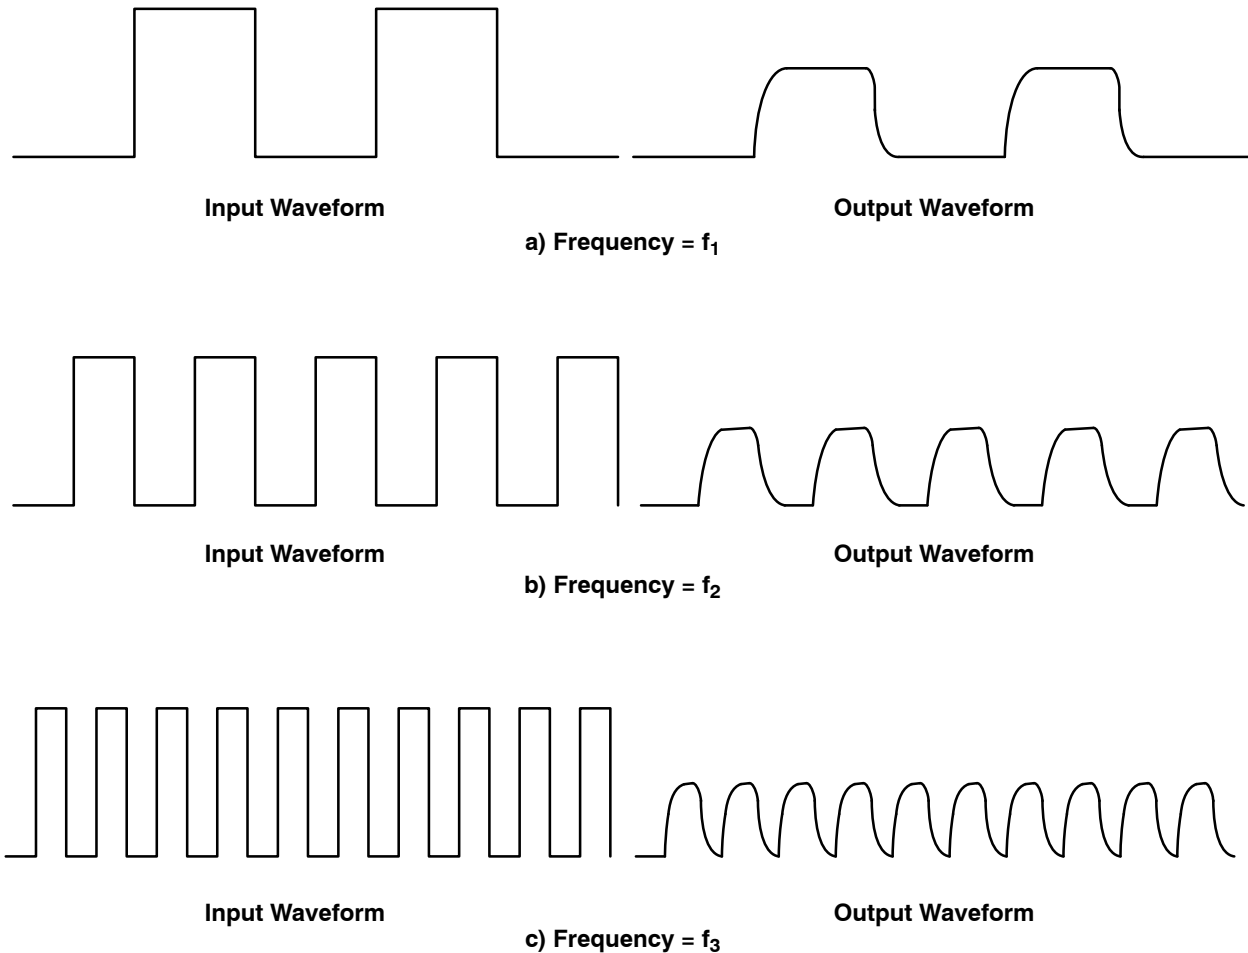 Input Waveform
Output Waveform
a) Frequency = f₁
Input Waveform
Output Waveform
b) Frequency = f₂
Input Waveform
Output Waveform
c) Frequency = f₃